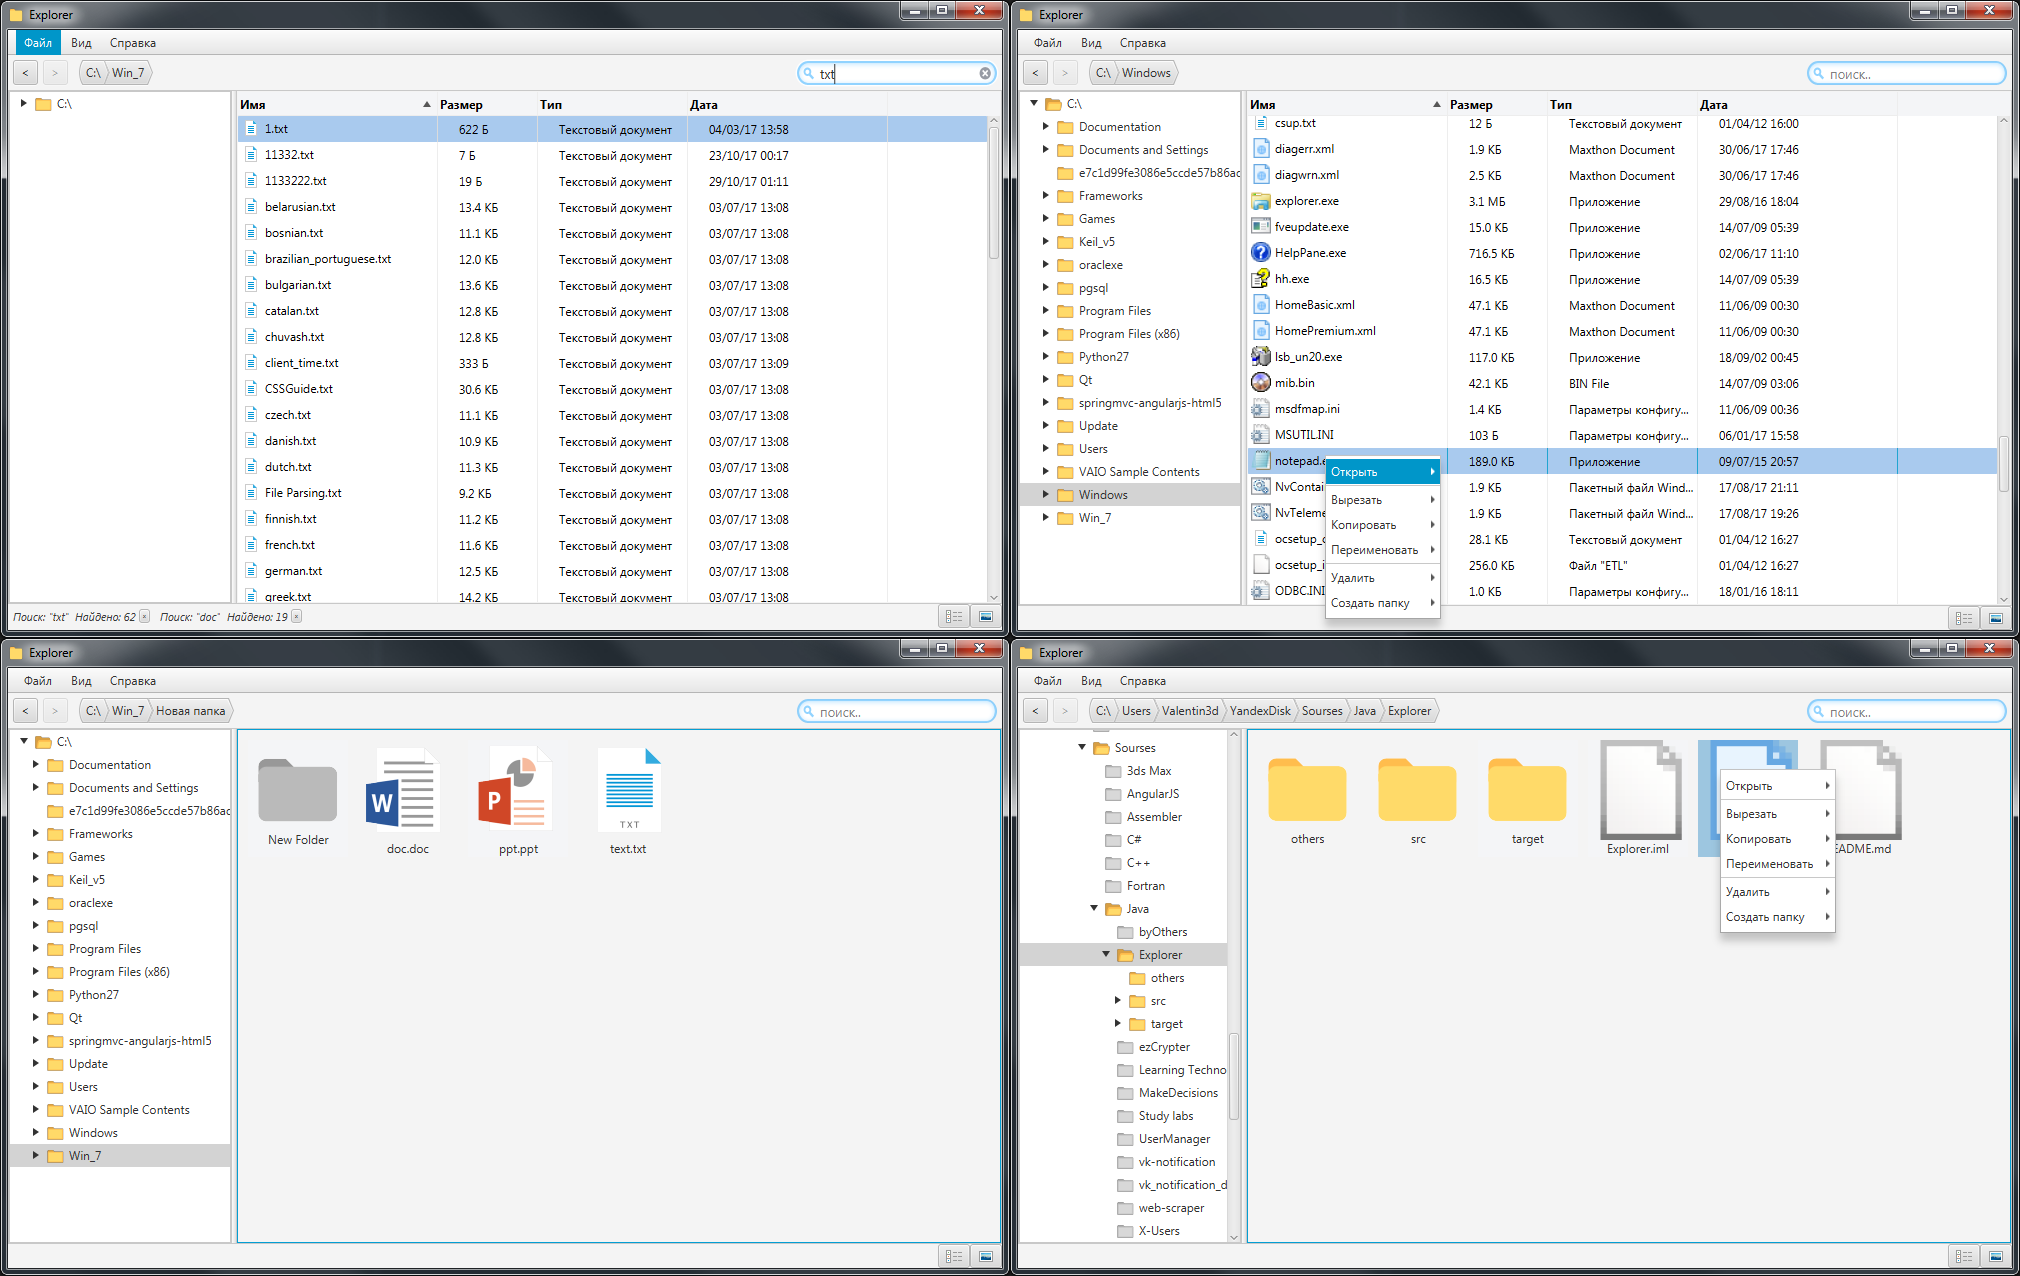 Explorer
Файл Вид Справка
< > C:\ Win_7 txt
C:\
Имя Размер Тип Дата
1.txt 622 Б Текстовый документ 04/03/17 13:58
11332.txt 7 Б Текстовый документ 23/10/17 00:17
1133222.txt 19 Б Текстовый документ 29/10/17 01:11
belarusian.txt 13.4 КБ Текстовый документ 03/07/17 13:08
bosnian.txt 11.1 КБ Текстовый документ 03/07/17 13:08
brazilian_portuguese.txt 12.0 КБ Текстовый документ 03/07/17 13:08
bulgarian.txt 13.6 КБ Текстовый документ 03/07/17 13:08
catalan.txt 12.8 КБ Текстовый документ 03/07/17 13:08
chuvash.txt 12.8 КБ Текстовый документ 03/07/17 13:08
client_time.txt 333 Б Текстовый документ 03/07/17 13:09
CSSGuide.txt 30.6 КБ Текстовый документ 03/07/17 13:08
czech.txt 11.1 КБ Текстовый документ 03/07/17 13:08
danish.txt 10.9 КБ Текстовый документ 03/07/17 13:08
dutch.txt 11.3 КБ Текстовый документ 03/07/17 13:08
File Parsing.txt 9.2 КБ Текстовый документ 03/07/17 13:08
finnish.txt 11.2 КБ Текстовый документ 03/07/17 13:08
french.txt 11.6 КБ Текстовый документ 03/07/17 13:08
german.txt 12.5 КБ Текстовый документ 03/07/17 13:08
greek.txt 14.2 КБ Текстовый документ 03/07/17 13:08
Поиск: "txt" Найдено: 62 Поиск: "doc" Найдено: 19
Explorer
Файл Вид Справка
< > C:\ Windows поиск..
C:\
Documentation
Documents and Settings
e7c1d99fe3086e5ccde57b86ac
Frameworks
Games
Keil_v5
oraclexe
pgsql
Program Files
Program Files (x86)
Python27
Qt
springmvc-angularjs-html5
Update
Users
VAIO Sample Contents
Windows
Win_7
Имя Размер Тип Дата
csup.txt 12 Б Текстовый документ 01/04/12 16:00
diagerr.xml 1.9 КБ Maxthon Document 30/06/17 17:46
diagwrn.xml 2.5 КБ Maxthon Document 30/06/17 17:46
explorer.exe 3.1 МБ Приложение 29/08/16 18:04
fveupdate.exe 15.0 КБ Приложение 14/07/09 05:39
HelpPane.exe 716.5 КБ Приложение 02/06/17 11:10
hh.exe 16.5 КБ Приложение 14/07/09 05:39
HomeBasic.xml 47.1 КБ Maxthon Document 11/06/09 00:30
HomePremium.xml 47.1 КБ Maxthon Document 11/06/09 00:30
lsb_un20.exe 117.0 КБ Приложение 18/09/02 00:45
mib.bin 42.1 КБ BIN File 14/07/09 03:06
msdfmap.ini 1.4 КБ Параметры конфигу... 11/06/09 00:36
MSUTIL.INI 103 Б Параметры конфигу... 06/01/17 15:58
notepad.e 189.0 КБ Приложение 09/07/15 20:57
NvContai 1.9 КБ Пакетный файл Wind... 17/08/17 21:11
NvTeleme 1.9 КБ Пакетный файл Wind... 17/08/17 19:26
ocsetup_c 28.1 КБ Текстовый документ 01/04/12 16:27
ocsetup_i 256.0 КБ Файл "ETL" 01/04/12 16:27
ODBC.INI 1.0 КБ Параметры конфигу... 18/01/16 18:11
Открыть
Вырезать
Копировать
Переименовать
Удалить
Создать папку
Explorer
Файл Вид Справка
< > C:\ Win_7 Новая папка поиск..
C:\
Documentation
Documents and Settings
e7c1d99fe3086e5ccde57b86ac
Frameworks
Games
Keil_v5
oraclexe
pgsql
Program Files
Program Files (x86)
Python27
Qt
springmvc-angularjs-html5
Update
Users
VAIO Sample Contents
Windows
Win_7
W P TXT
New Folder doc.doc ppt.ppt text.txt
Explorer
Файл Вид Справка
< > C:\ Users Valentin3d YandexDisk Sourses Java Explorer поиск..
Sourses
3ds Max
AngularJS
Assembler
C#
C++
Fortran
Java
byOthers
Explorer
others
src
target
ezCrypter
Learning Techno
MakeDecisions
Study labs
UserManager
vk-notification
vk_notification_d
web-scraper
X-Users
others src target Explorer.iml EADME.md
Открыть
Вырезать
Копировать
Переименовать
Удалить
Создать папку